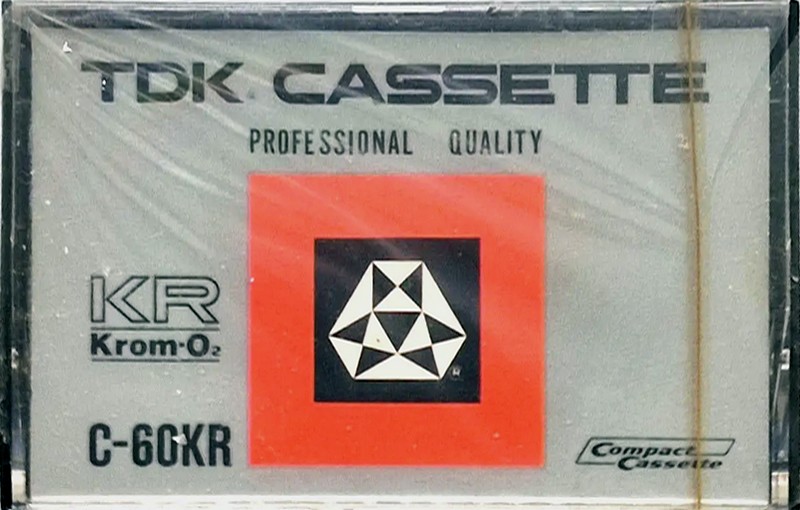 TDK CASSETTE
PROFESSIONAL QUALITY
KR
Krom·O₂
®
C-60KR
Compact
Cassette